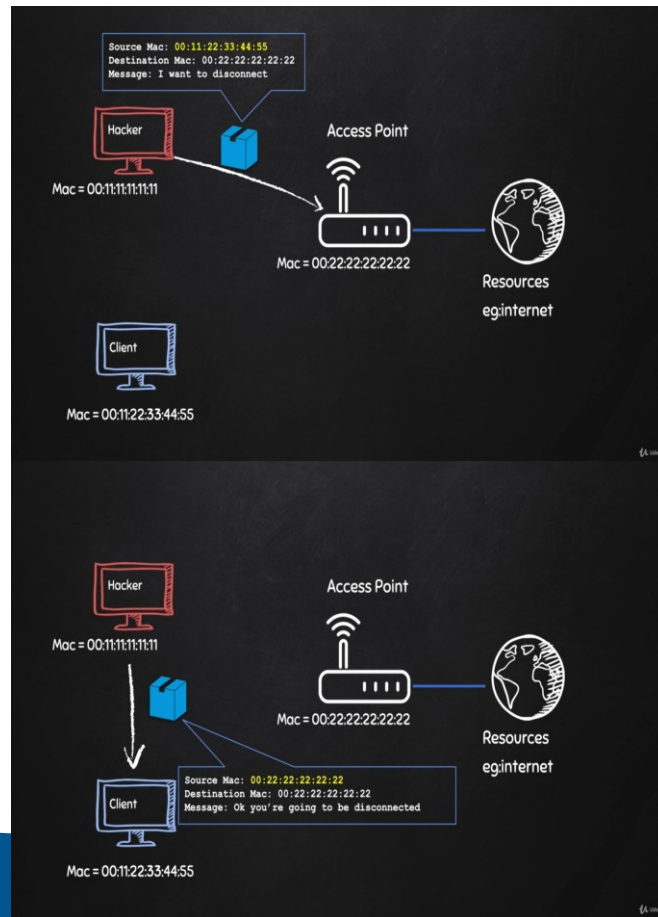 Source Mac: 00:11:22:33:44:55
Destination Mac: 00:22:22:22:22:22
Message: I want to disconnect
Hacker
Access Point
Mac = 00:11:11:11:11:11
Mac = 00:22:22:22:22:22
Resources
eg:internet
Client
Mac = 00:11:22:33:44:55
Hacker
Access Point
Mac = 00:11:11:11:11:11
Mac = 00:22:22:22:22:22
Resources
eg:internet
Source Mac: 00:22:22:22:22:22
Destination Mac: 00:22:22:22:22:22
Message: Ok you're going to be disconnected
Client
Mac = 00:11:22:33:44:55